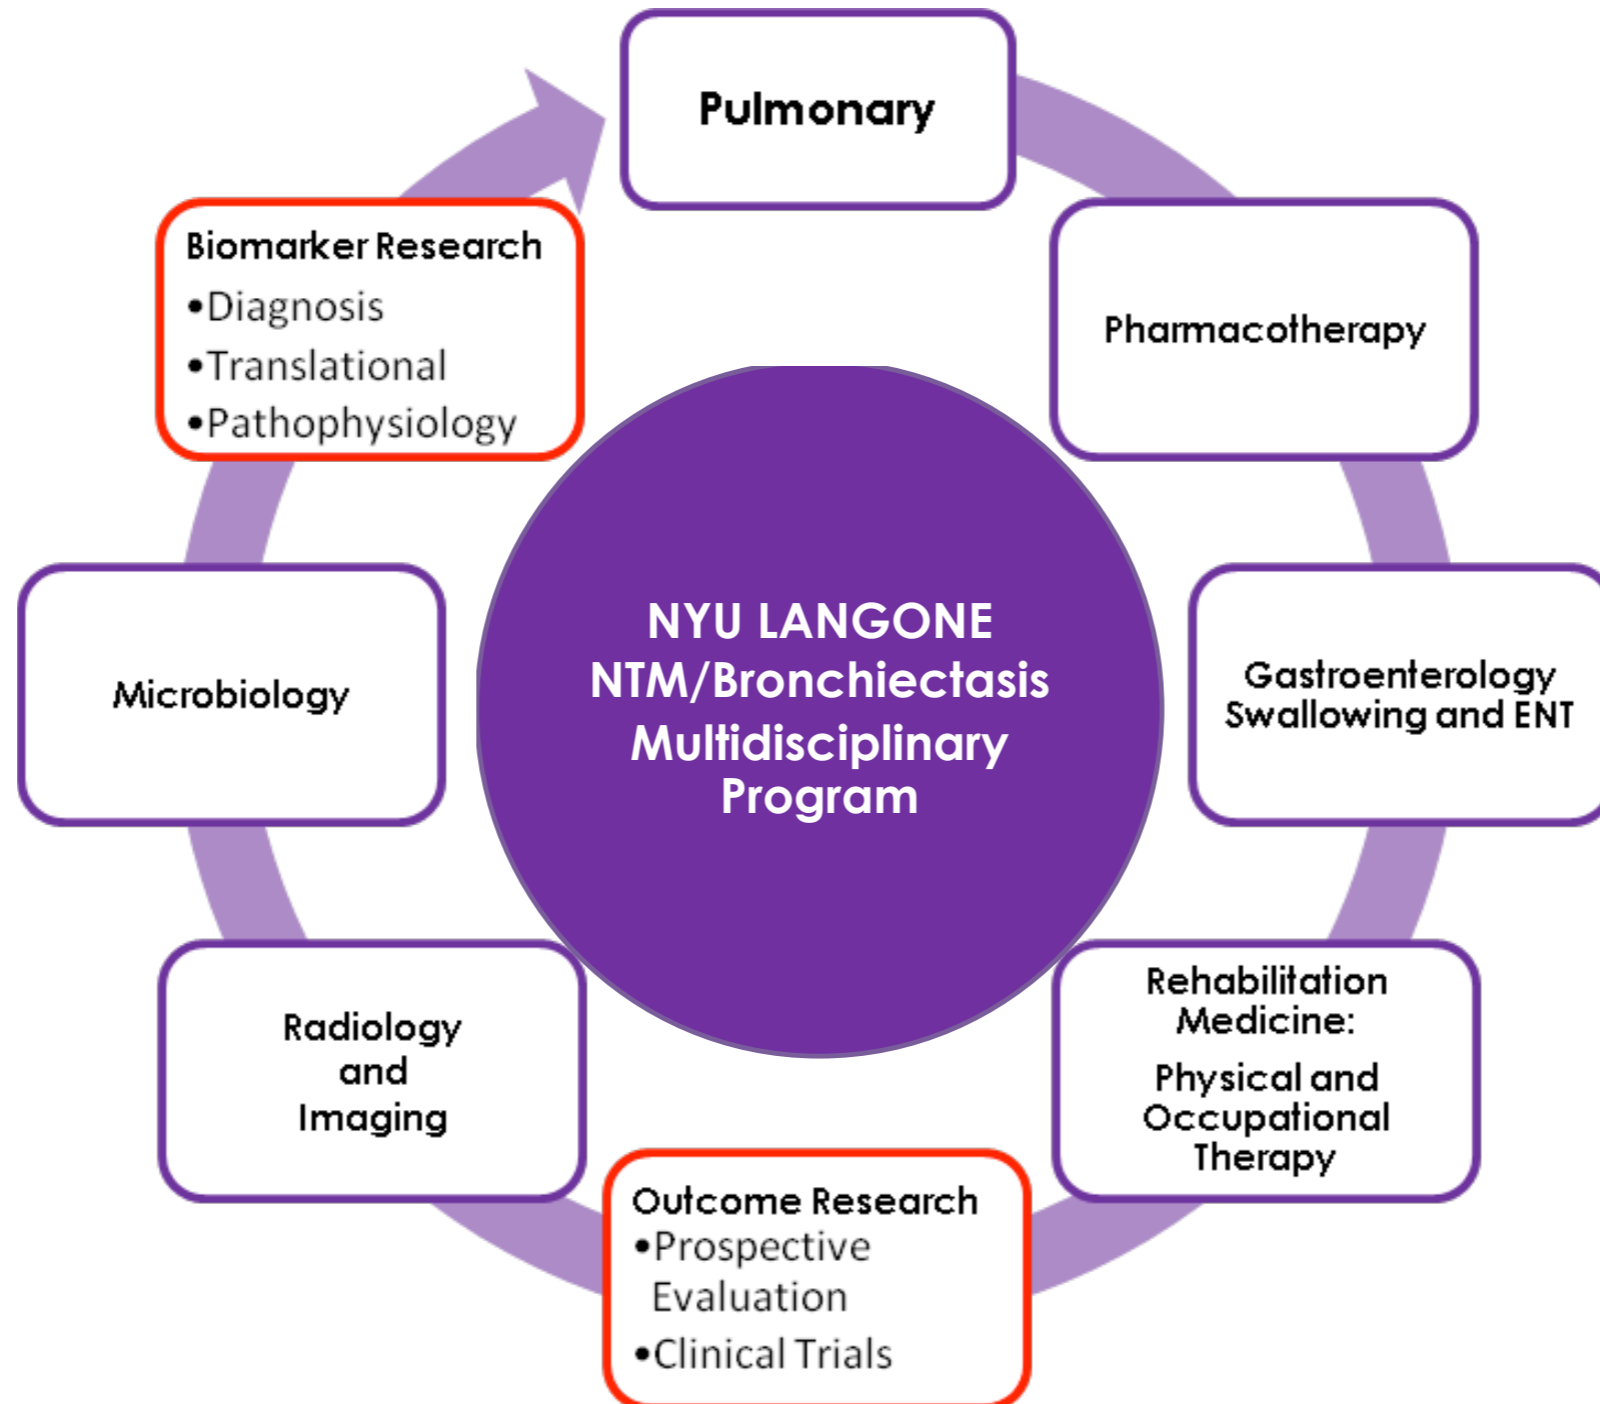 Pulmonary
Pharmacotherapy
Gastroenterology
Swallowing and ENT
Rehabilitation
Medicine:
Physical and
Occupational
Therapy
Outcome Research
•Prospective
Evaluation
•Clinical Trials
Radiology
and
Imaging
Microbiology
Biomarker Research
•Diagnosis
•Translational
•Pathophysiology
NYU LANGONE
NTM/Bronchiectasis
Multidisciplinary
Program